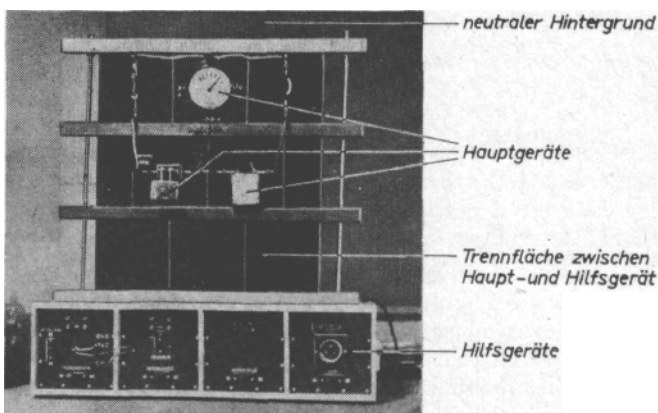 neutraler Hintergrund
Hauptgeräte
Trennfläche zwischen
Haupt-und Hilfsgerät
Hilfsgeräte